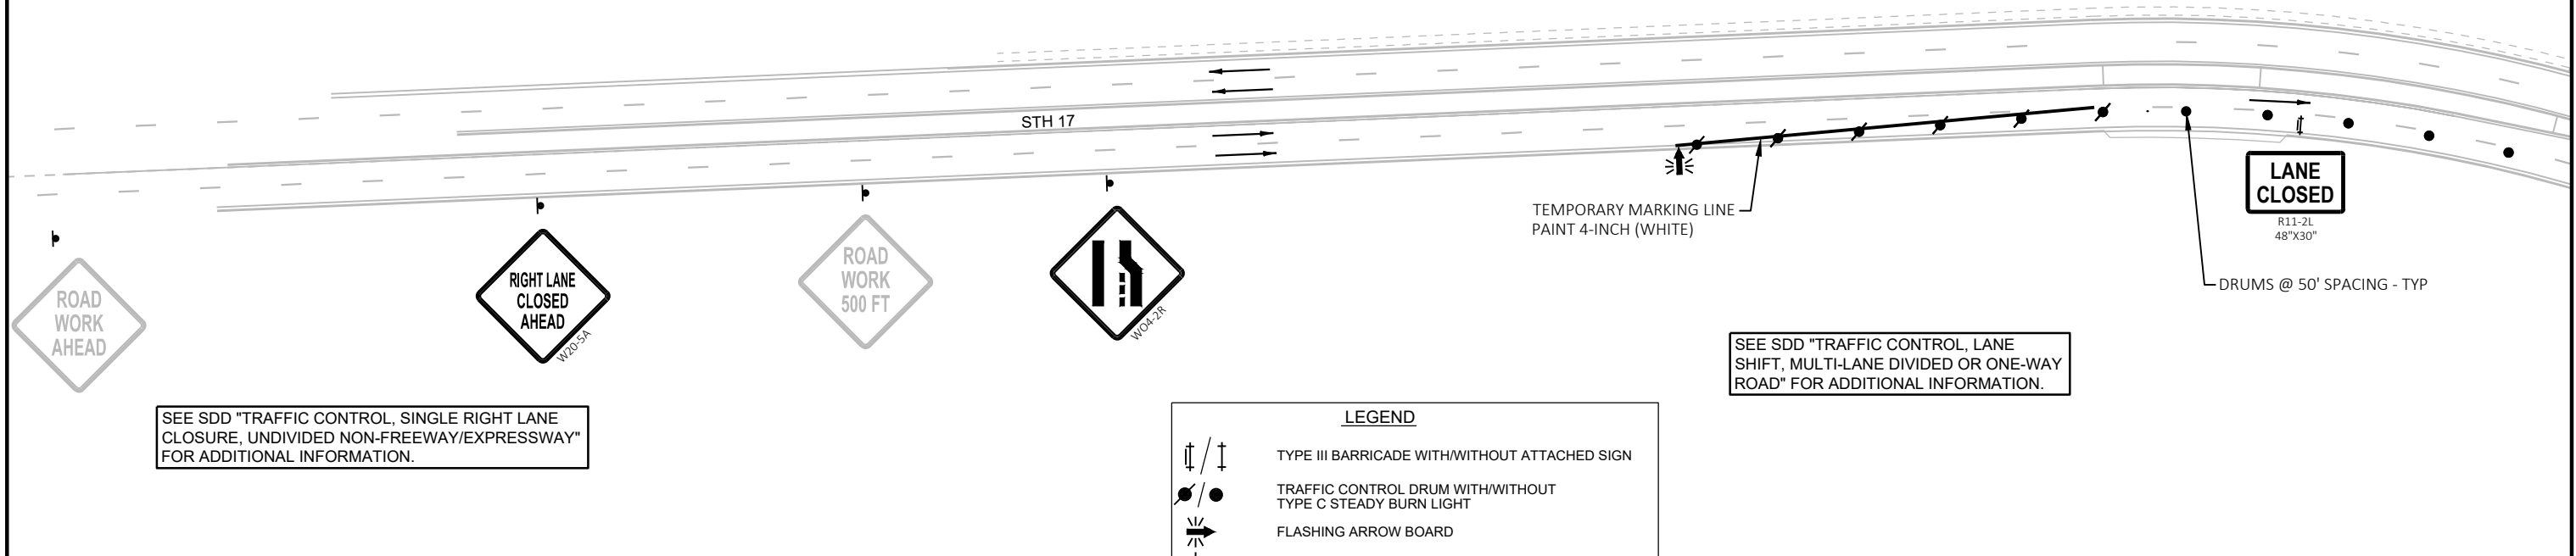 STH 17
TEMPORARY MARKING LINE
PAINT 4-INCH (WHITE)
LANE
CLOSED
R11-2L
48"X30"
DRUMS @ 50' SPACING - TYP
ROAD
WORK
AHEAD
RIGHT LANE
CLOSED
AHEAD
W20-5A
ROAD
WORK
500 FT
WO4-2R
SEE SDD "TRAFFIC CONTROL, LANE
SHIFT, MULTI-LANE DIVIDED OR ONE-WAY
ROAD" FOR ADDITIONAL INFORMATION.
SEE SDD "TRAFFIC CONTROL, SINGLE RIGHT LANE
CLOSURE, UNDIVIDED NON-FREEWAY/EXPRESSWAY"
FOR ADDITIONAL INFORMATION.
LEGEND
TYPE III BARRICADE WITH/WITHOUT ATTACHED SIGN
TRAFFIC CONTROL DRUM WITH/WITHOUT
TYPE C STEADY BURN LIGHT
FLASHING ARROW BOARD